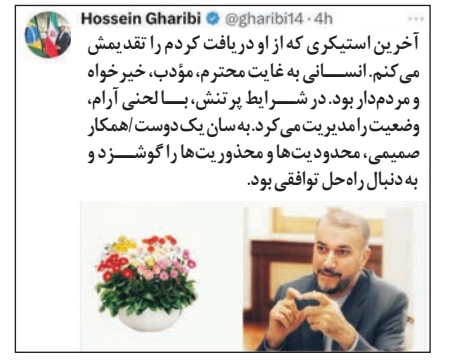 Hossein Gharibi @gharibi14 · 4h
آخرین استیکری که از او دریافت کردم را تقدیمش
می‌کنم. انسانی به غایت محترم، مؤدب، خیرخواه
و مردم‌دار بود. در شرایط پرتنش، با لحنی آرام،
وضعیت را مدیریت می‌کرد. به‌سان یک دوست/همکار
صمیمی، محدودیت‌ها و محذوریت‌ها را گوشزد و
به دنبال راه‌حل توافقی بود.